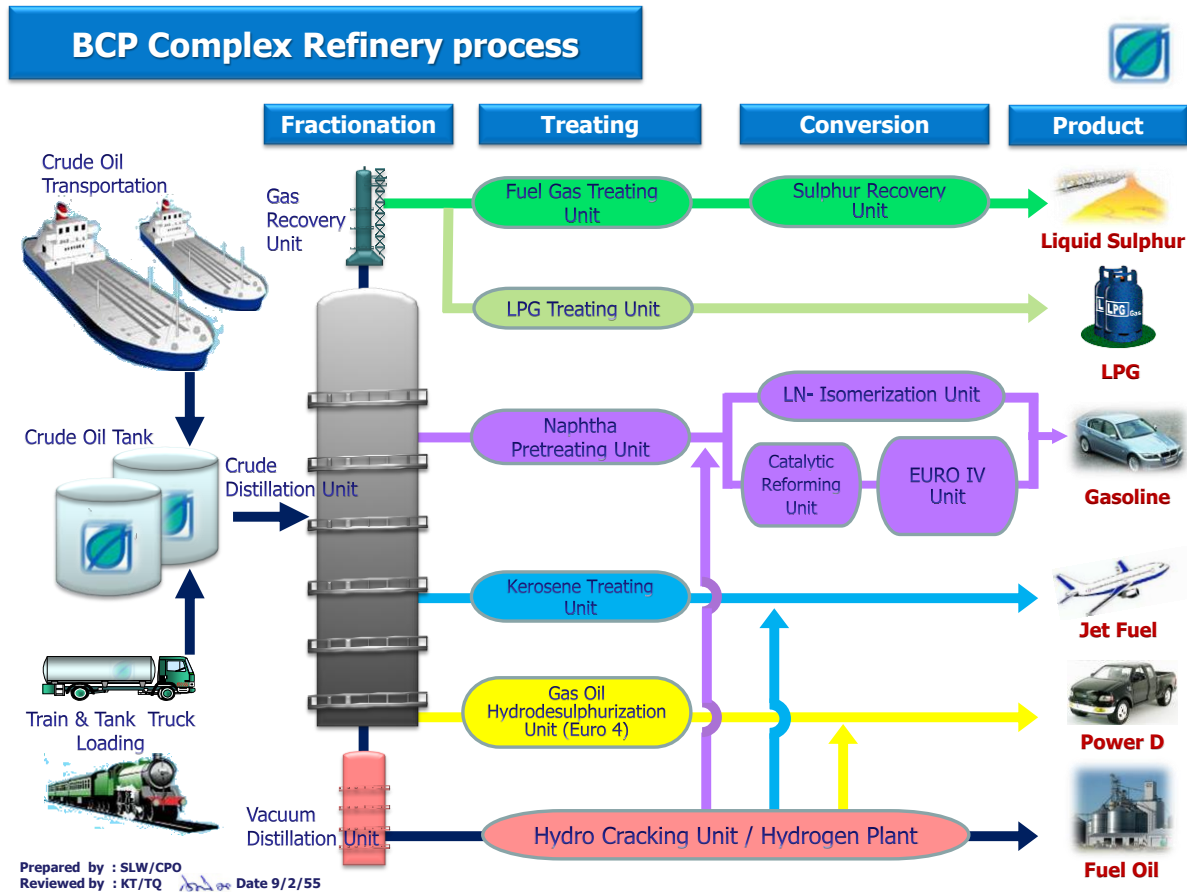 BCP Complex Refinery process
Fractionation
Treating
Conversion
Product
Crude Oil
Transportation
Gas
Recovery
Unit
Fuel Gas Treating
Unit
Sulphur Recovery
Unit
Liquid Sulphur
LPG Treating Unit
LPG
Gas
LPG
LN- Isomerization Unit
Naphtha
Pretreating Unit
Catalytic
Reforming
Unit
EURO IV
Unit
Gasoline
Crude Oil Tank
Crude
Distillation Unit
Kerosene Treating
Unit
Jet Fuel
Gas Oil
Hydrodesulphurization
Unit (Euro 4)
Power D
Train & Tank Truck
Loading
Vacuum
Distillation Unit
Hydro Cracking Unit / Hydrogen Plant
Fuel Oil
Prepared by : SLW/CPO
Reviewed by : KT/TQ Date 9/2/55